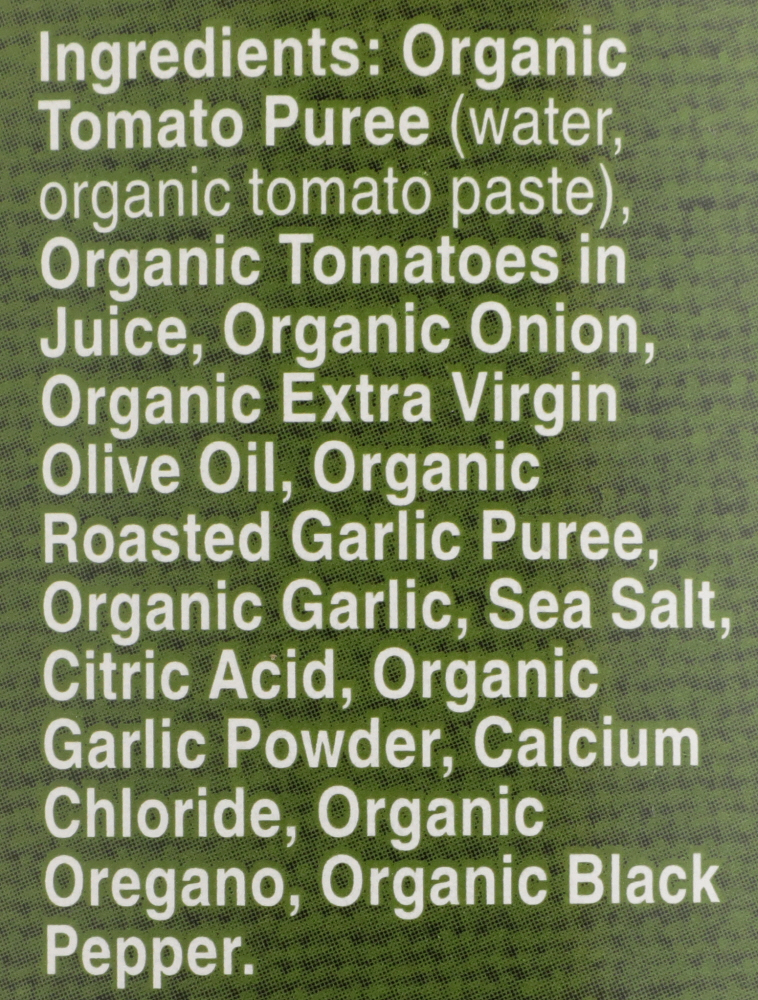 Ingredients: Organic
Tomato Puree (water,
organic tomato paste),
Organic Tomatoes in
Juice, Organic Onion,
Organic Extra Virgin
Olive Oil, Organic
Roasted Garlic Puree,
Organic Garlic, Sea Salt,
Citric Acid, Organic
Garlic Powder, Calcium
Chloride, Organic
Oregano, Organic Black
Pepper.